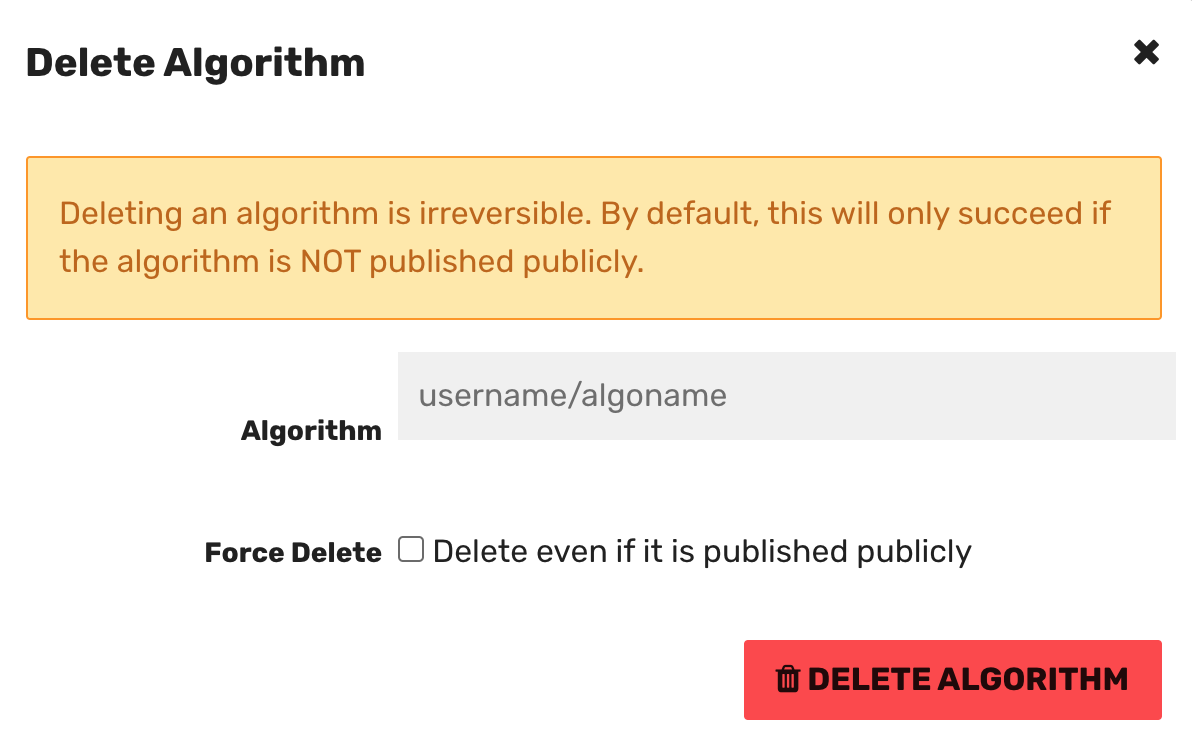 Delete Algorithm
Deleting an algorithm is irreversible. By default, this will only succeed if
the algorithm is NOT published publicly.
username/algoname
Algorithm
Force Delete Delete even if it is published publicly
DELETE ALGORITHM